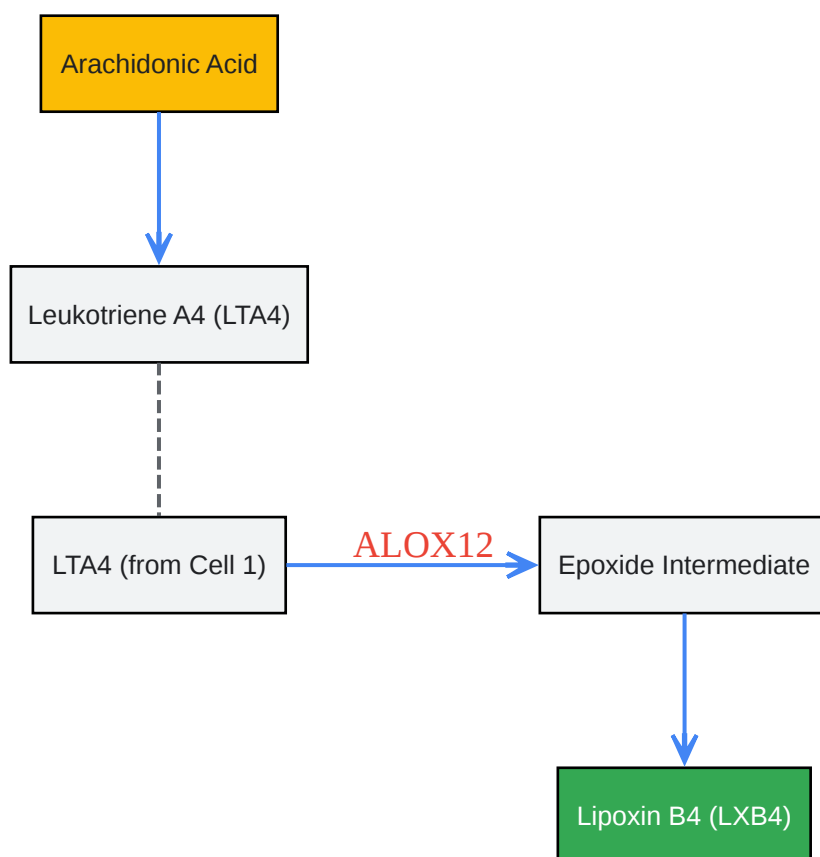 Arachidonic Acid
Leukotriene A4 (LTA4)
LTA4 (from Cell 1)
ALOX12
Epoxide Intermediate
Lipoxin B4 (LXB4)